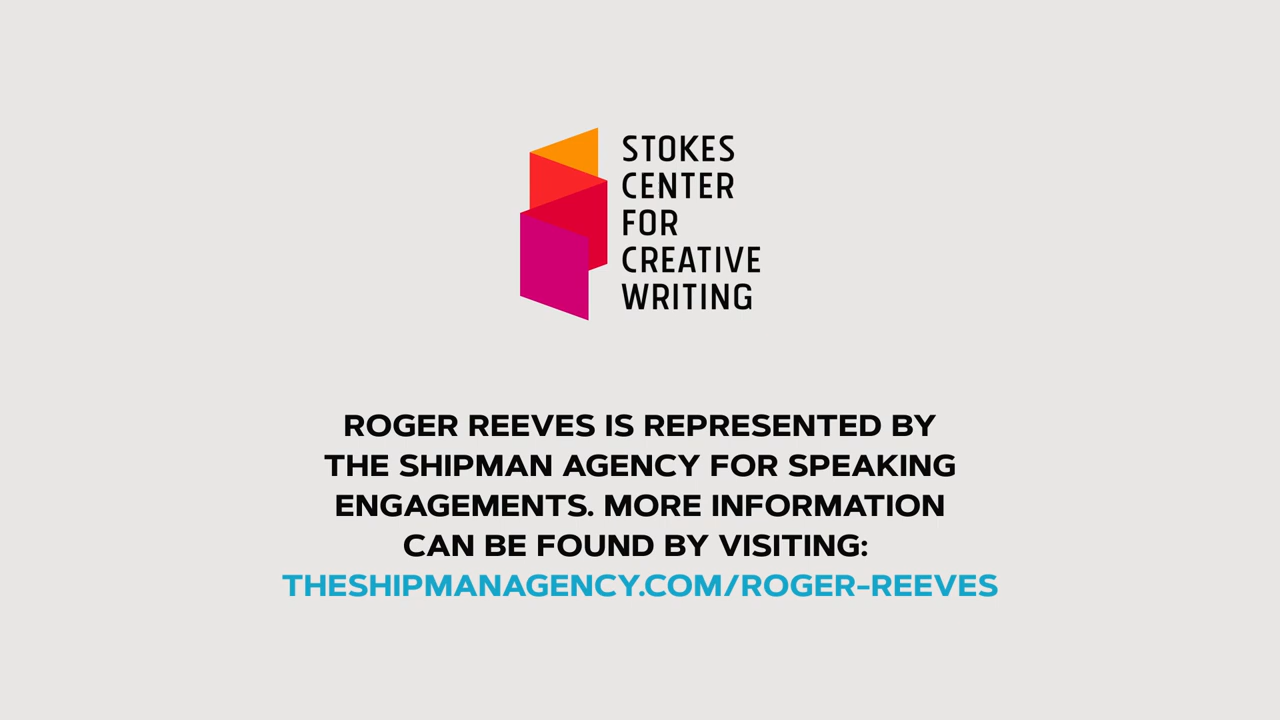 STOKES
CENTER
FOR
CREATIVE
WRITING
ROGER REEVES IS REPRESENTED BY
THE SHIPMAN AGENCY FOR SPEAKING
ENGAGEMENTS. MORE INFORMATION
CAN BE FOUND BY VISITING:
THESHIPMANAGENCY.COM/ROGER-REEVES